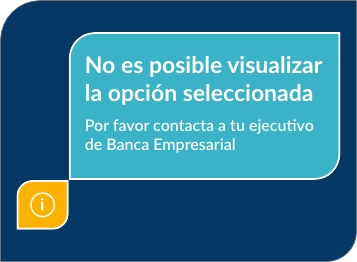 No es posible visualizar
la opción seleccionada
Por favor contacta a tu ejecutivo
de Banca Empresarial